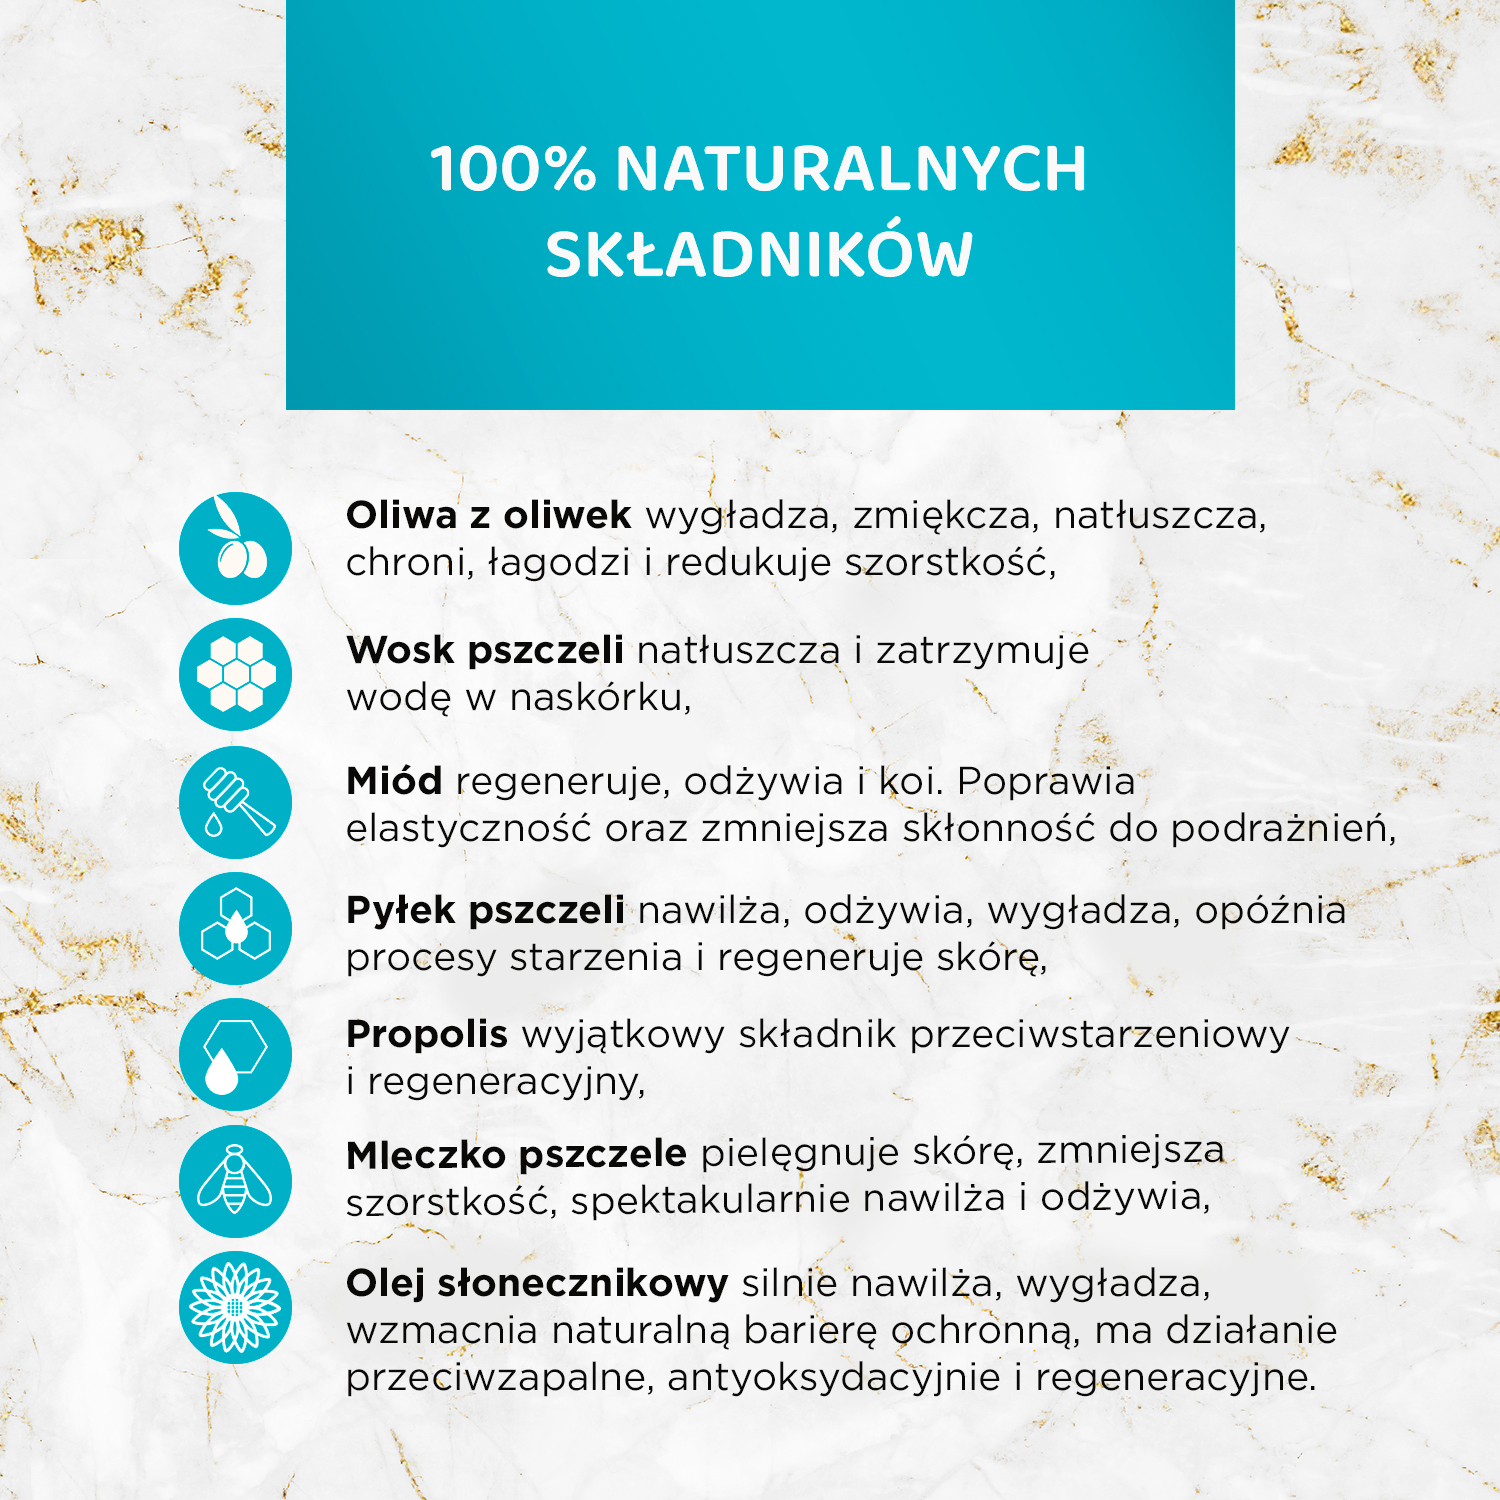 100% NATURALNYCH
SKŁADNIKÓW
Oliwa z oliwek wygładza, zmiękcza, natłuszcza,
chroni, łagodzi i redukuje szorstkość,
Wosk pszczeli natłuszcza i zatrzymuje
wodę w naskórku,
Miód regeneruje, odżywia i koi. Poprawia
elastyczność oraz zmniejsza skłonność do podrażnień,
Pyłek pszczeli nawilża, odżywia, wygładza, opóźnia
procesy starzenia i regeneruje skórę,
Propolis wyjątkowy składnik przeciwstarzeniowy
i regeneracyjny,
Mleczko pszczele pielęgnuje skórę, zmniejsza
szorstkość, spektakularnie nawilża i odżywia,
Olej słonecznikowy silnie nawilża, wygładza,
wzmacnia naturalną barierę ochronną, ma działanie
przeciwzapalne, antyoksydacyjnie i regeneracyjne.